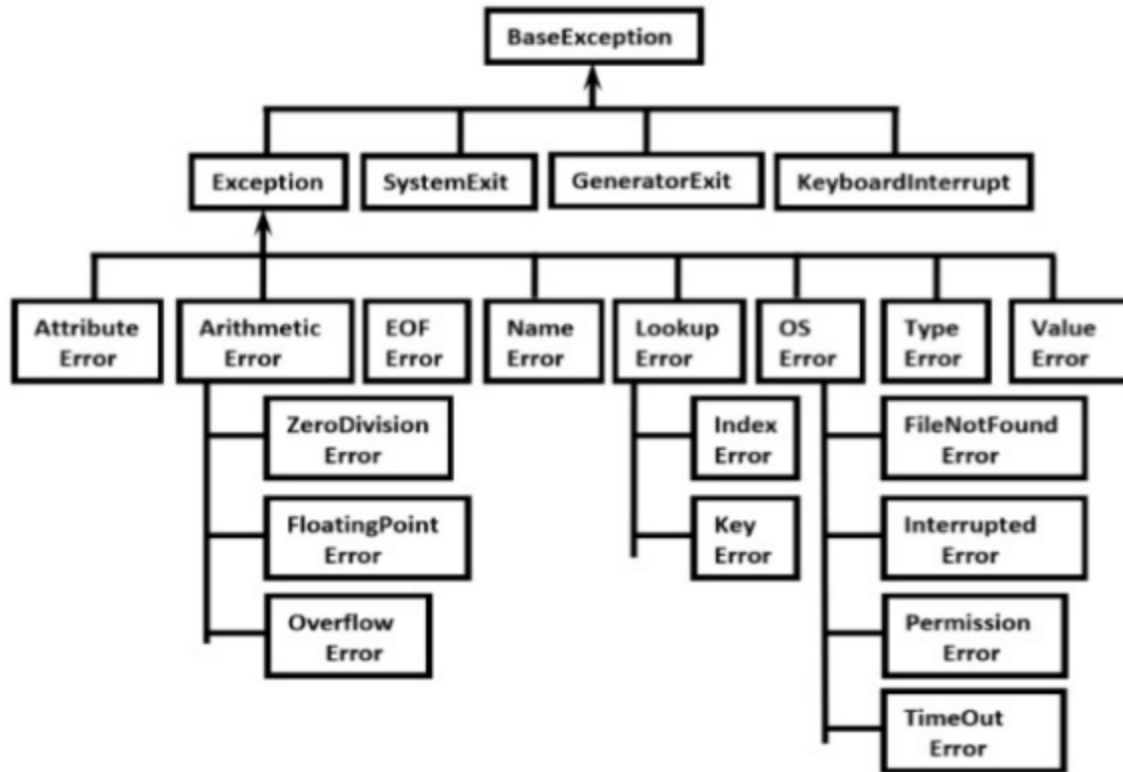 BaseException
Exception
SystemExit
GeneratorExit
KeyboardInterrupt
Attribute
Error
Arithmetic
Error
EOF
Error
Name
Error
Lookup
Error
OS
Error
Type
Error
Value
Error
ZeroDivision
Error
FloatingPoint
Error
Overflow
Error
Index
Error
Key
Error
FileNotFound
Error
Interrupted
Error
Permission
Error
TimeOut
Error